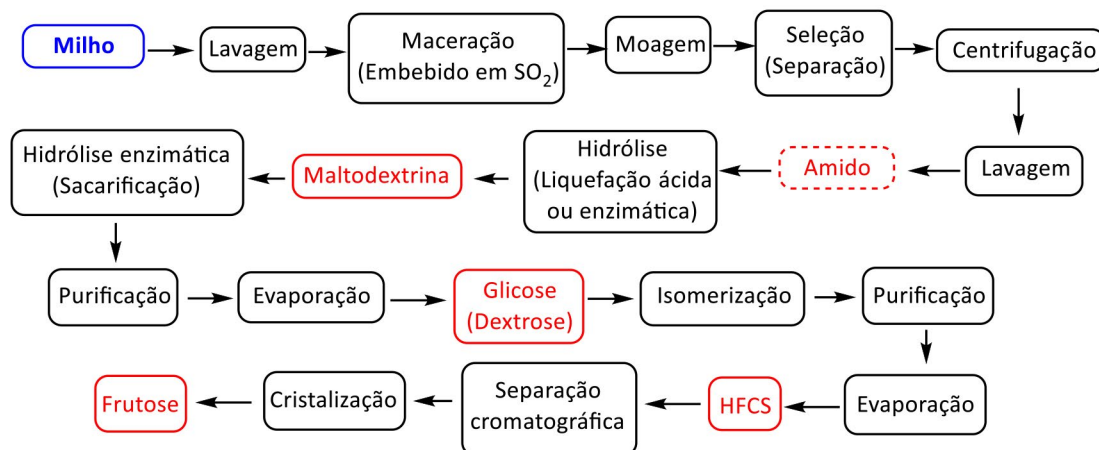 Milho
Lavagem
Maceração
(Embebido em SO₂)
Moagem
Seleção
(Separação)
Centrifugação
Lavagem
Amido
Hidrólise
(Liquefação ácida
ou enzimática)
Maltodextrina
Hidrólise enzimática
(Sacarificação)
Purificação
Evaporação
Glicose
(Dextrose)
Isomerização
Purificação
Evaporação
HFCS
Separação
cromatográfica
Cristalização
Frutose